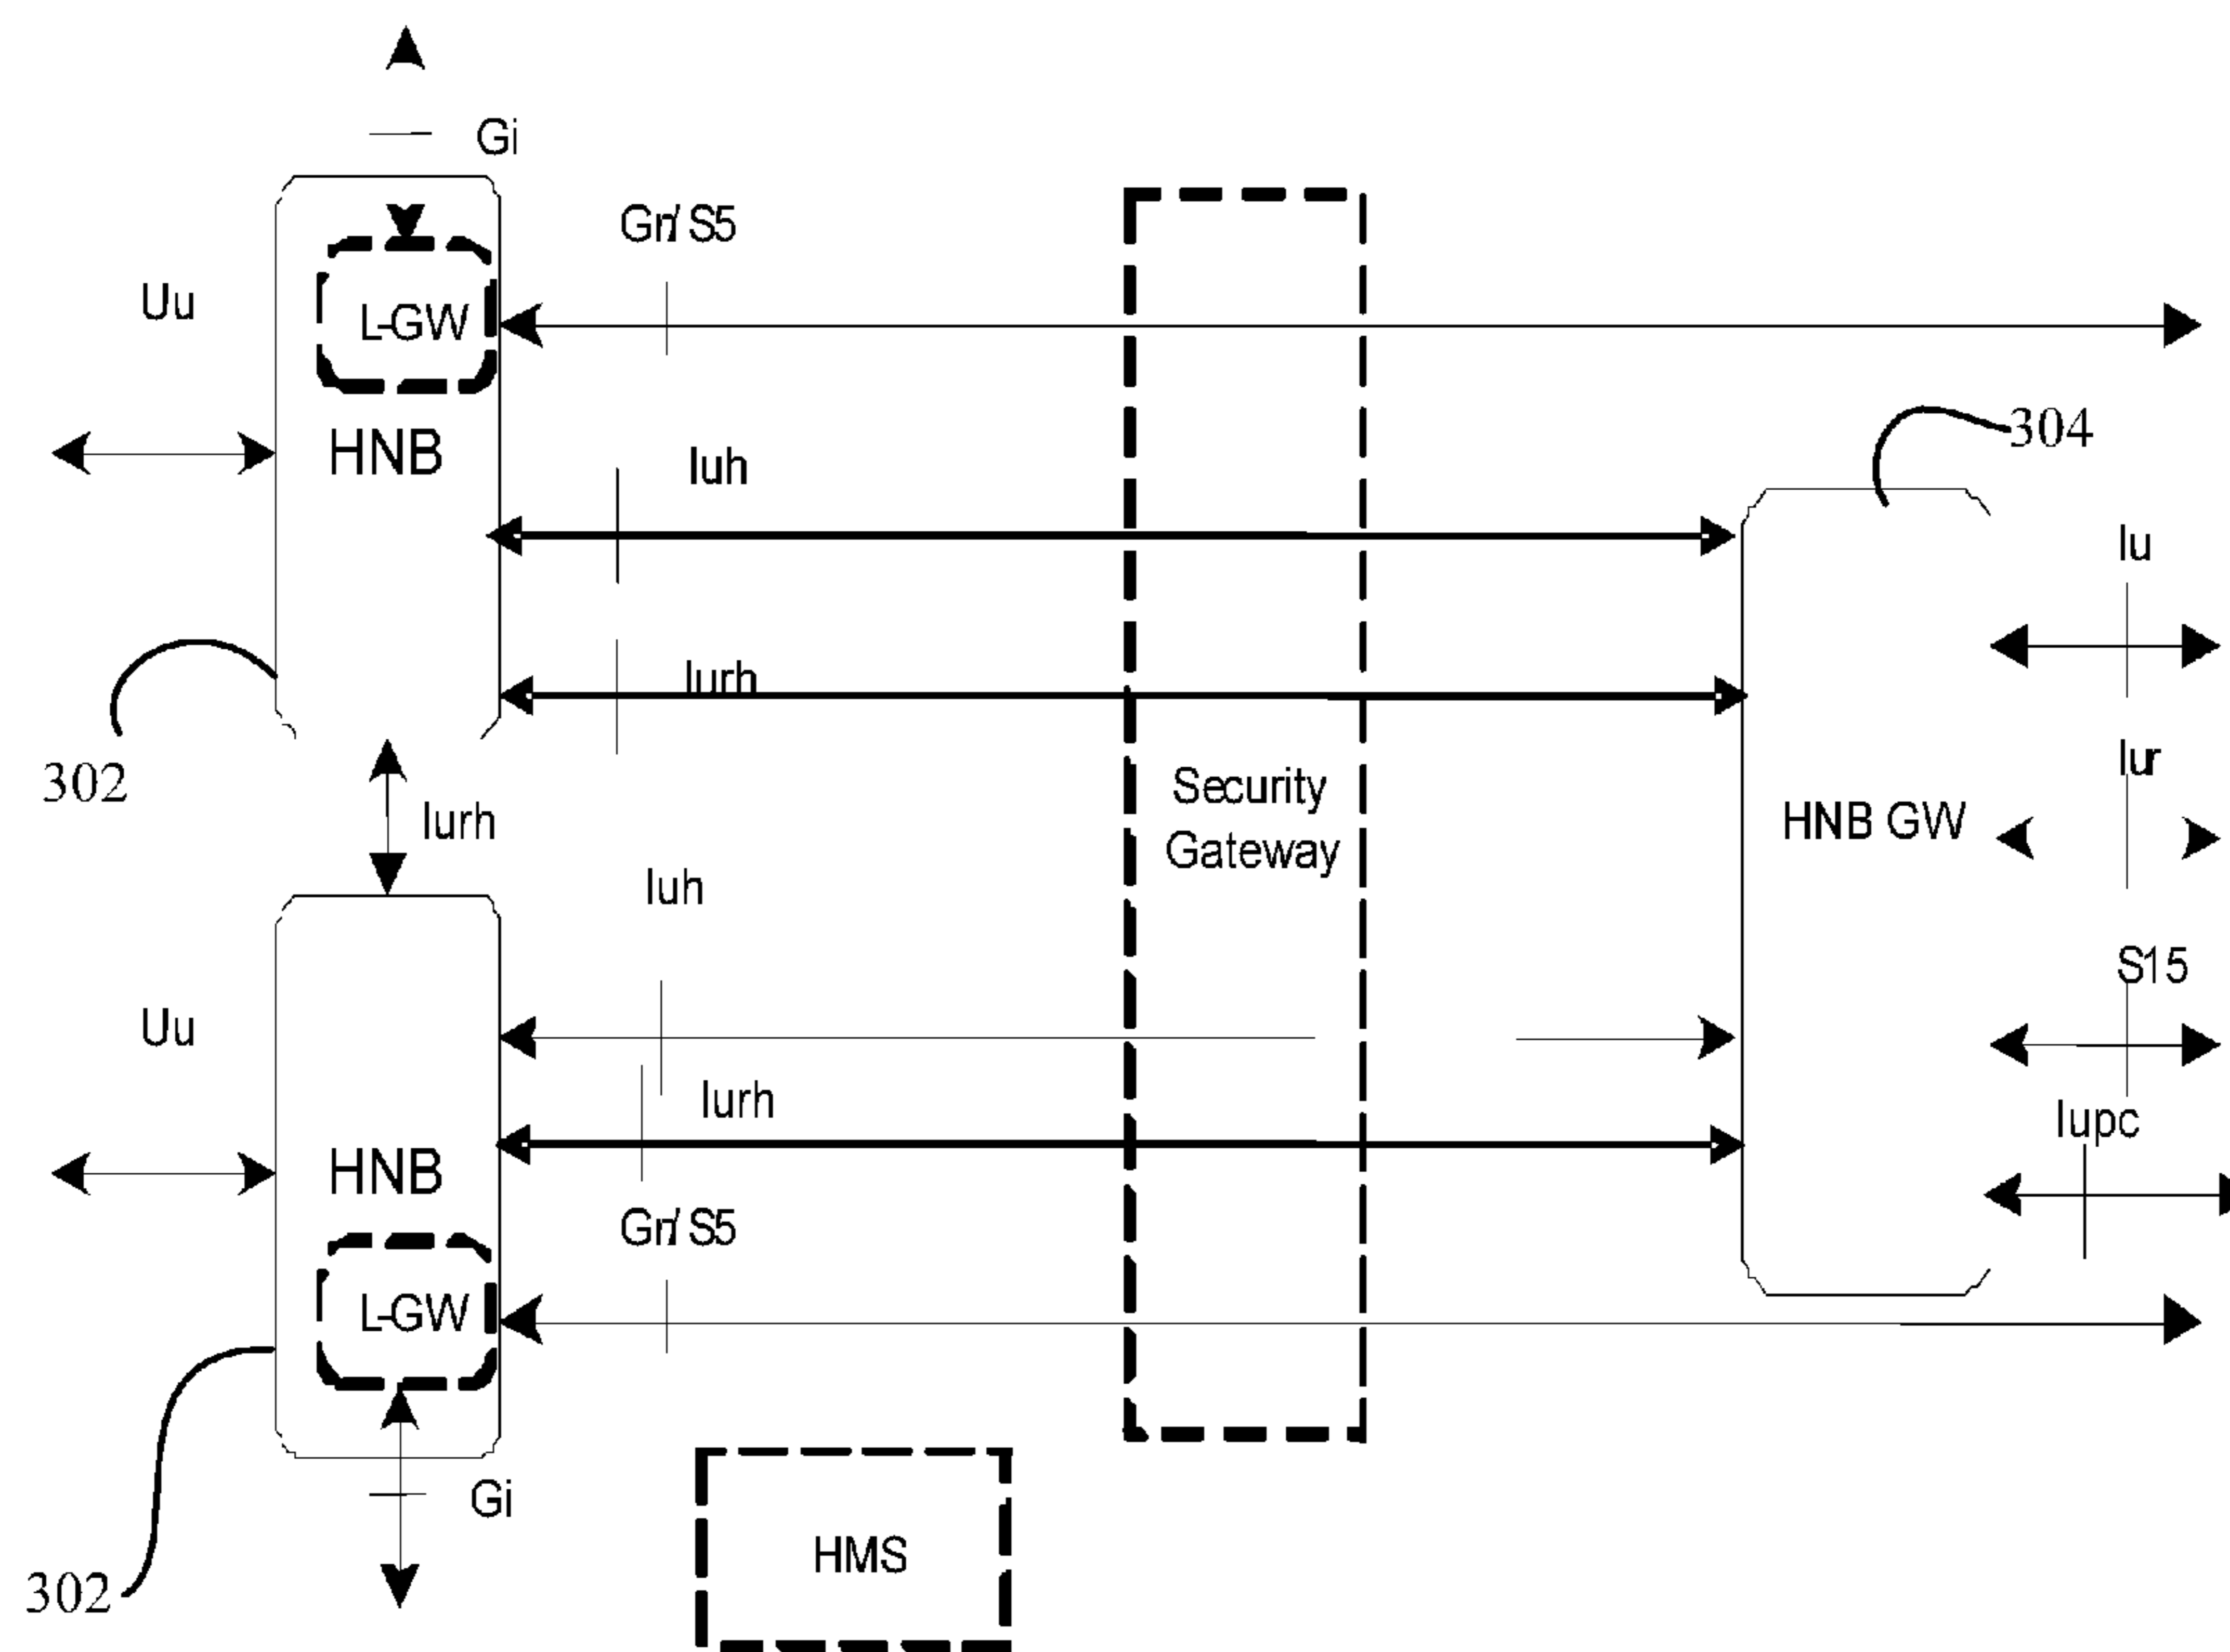 Gi
Gn/ S5
Uu
L-GW
HNB
Iuh
304
Iu
Iurh
302
Iur
Security
Gateway
HNB GW
Iurh
Iuh
S15
Uu
Iurh
Iupc
HNB
Gn/ S5
L-GW
Gi
HMS
302